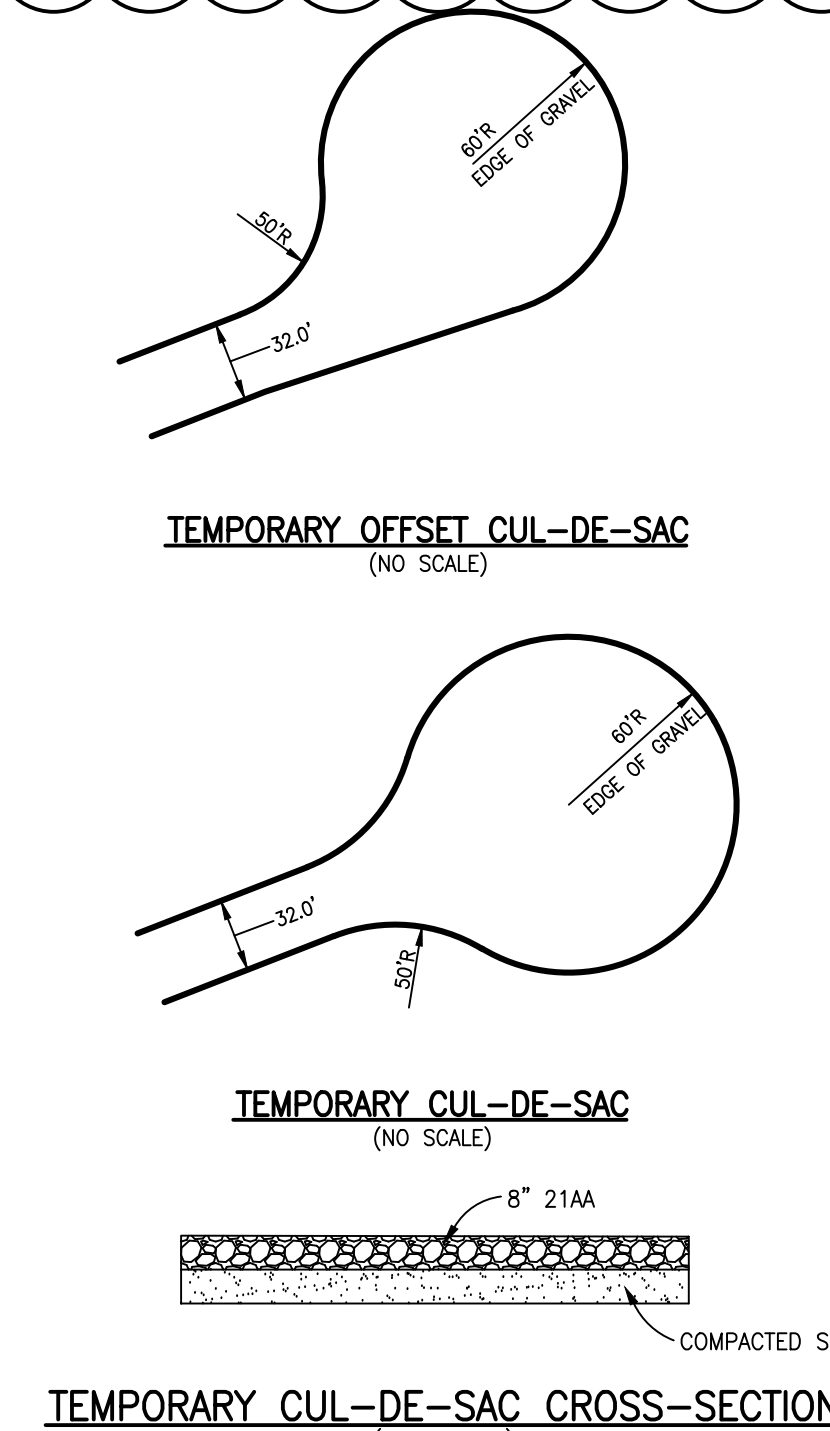 60'R
EDGE OF GRAVEL
50'R
32.0'
TEMPORARY OFFSET CUL-DE-SAC
(NO SCALE)
60'R
EDGE OF GRAVEL
32.0'
50'R
TEMPORARY CUL-DE-SAC
(NO SCALE)
8" 21AA
COMPACTED S
TEMPORARY CUL-DE-SAC CROSS-SECTION